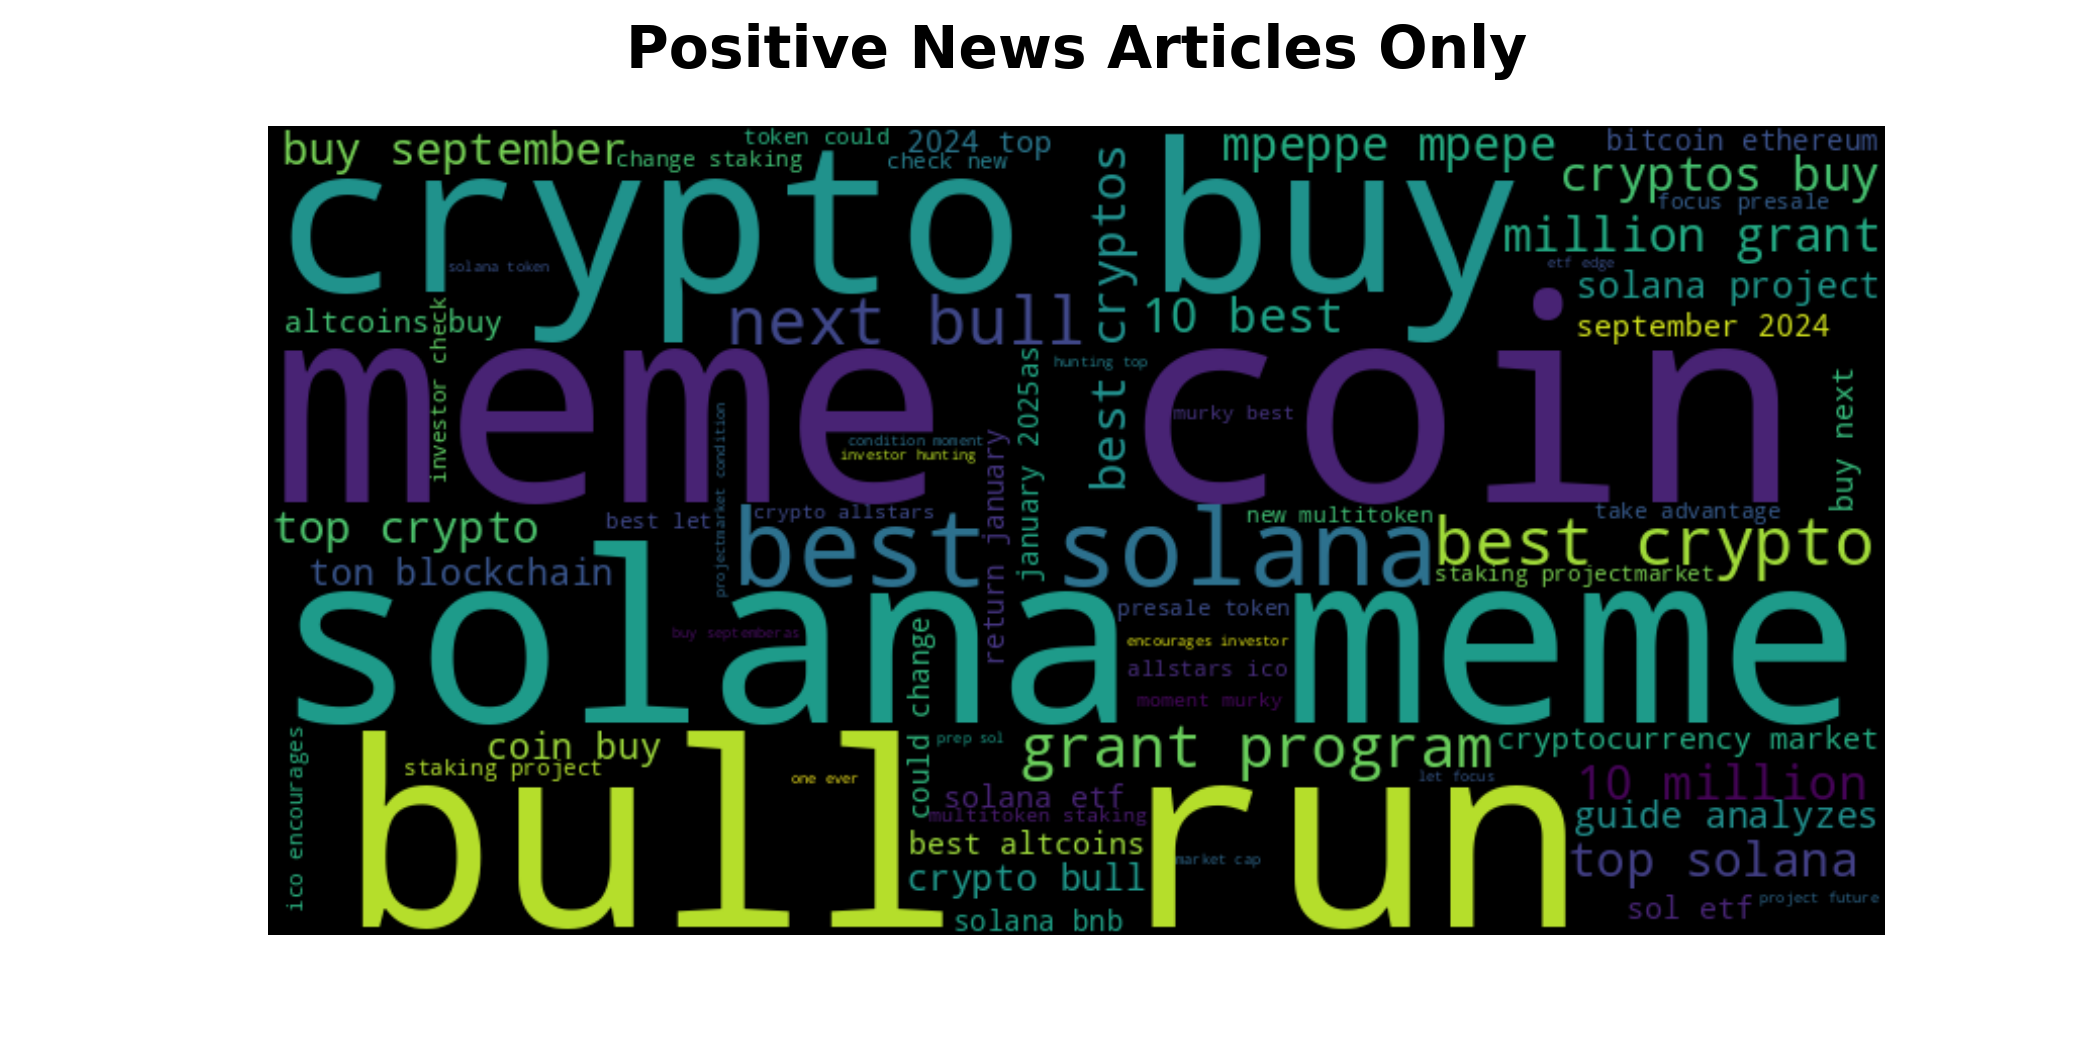 Positive News Articles Only
buy september
token could
2024 top
change staking
check new
mpeppe mpepe
bitcoin ethereum
crypto buy
cryptos buy
focus presale
best cryptos
million grant
solana token
etf edge
solana project
altcoins buy
next bull
10 best
september 2024
investor check
meme coin
hunting top
january 2025as
murky best
buy next
condition moment
investor hunting
projectmarket condition
return january
top crypto
best let
crypto allstars
best solana
new multitoken
take advantage
best crypto
ton blockchain
staking projectmarket
solana meme
presale token
buy septemberas
encourages investor
allstars ico
moment murky
could change
ico encourages
bull run
coin buy
prep sol
grant program
cryptocurrency market
staking project
one ever
let focus
10 million
solana etf
multitoken staking
guide analyzes
best altcoins
market cap
top solana
crypto bull
sol etf
project future
solana bnb